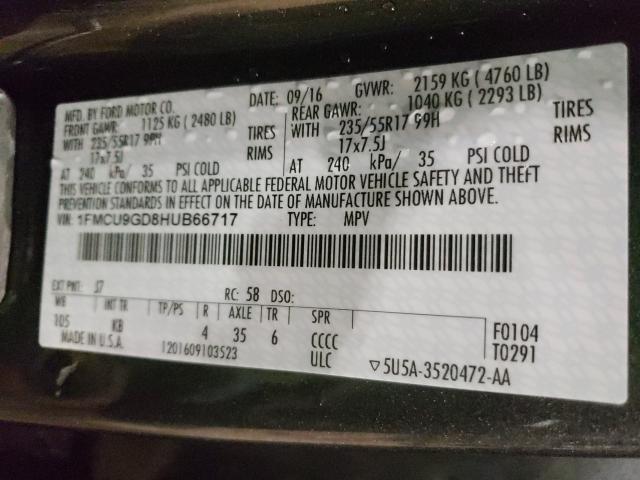 MFD. BY FORD MOTOR CO.
DATE: 09/16 GVWR: 2159 KG ( 4760 LB)
FRONT GAWR: 1125 KG ( 2480 LB)
REAR GAWR: 1040 KG ( 2293 LB)
WITH 235/55R17 99H TIRES
17x7.5J RIMS
WITH 235/55R17 99H TIRES
17x7.5J RIMS
AT 240 kPa/ 35 PSI COLD
AT 240 kPa/ 35 PSI COLD
THIS VEHICLE CONFORMS TO ALL APPLICABLE FEDERAL MOTOR VEHICLE SAFETY AND THEFT
PREVENTION STANDARDS IN EFFECT ON THE DATE OF MANUFACTURE SHOWN ABOVE.
VIN: 1FMCU9GD8HUB66717 TYPE: MPV
EXT PNT: J7 RC: 58 DSO:
WB INT TR TP/PS R AXLE TR SPR
105 KB 4 35 6 CCCC
MADE IN U.S.A. 1201609103523 ULC
F0104
T0291
▽5U5A-3520472-AA